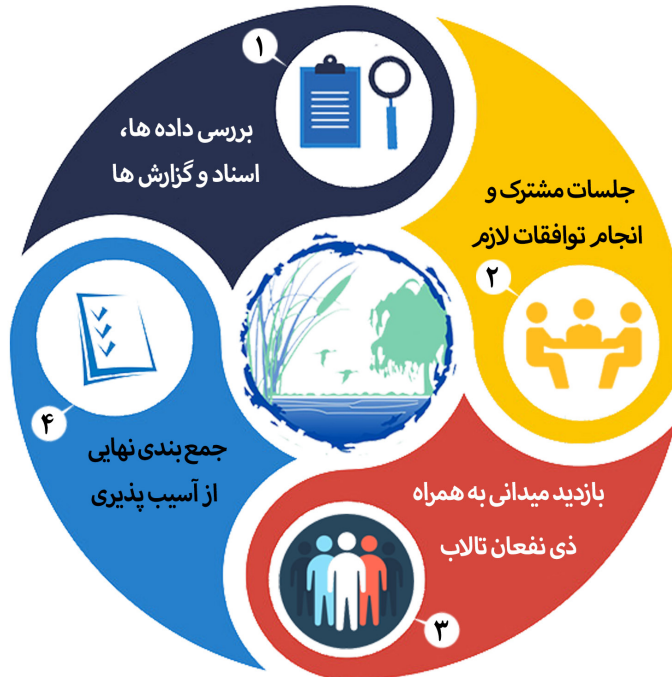 ۱
بررسی داده ها،
اسناد و گزارش ها
جلسات مشترک و
انجام توافقات لازم
۲
بازدید میدانی به همراه
ذی نفعان تالاب
۳
۴
جمع بندی نهایی
از آسیب پذیری